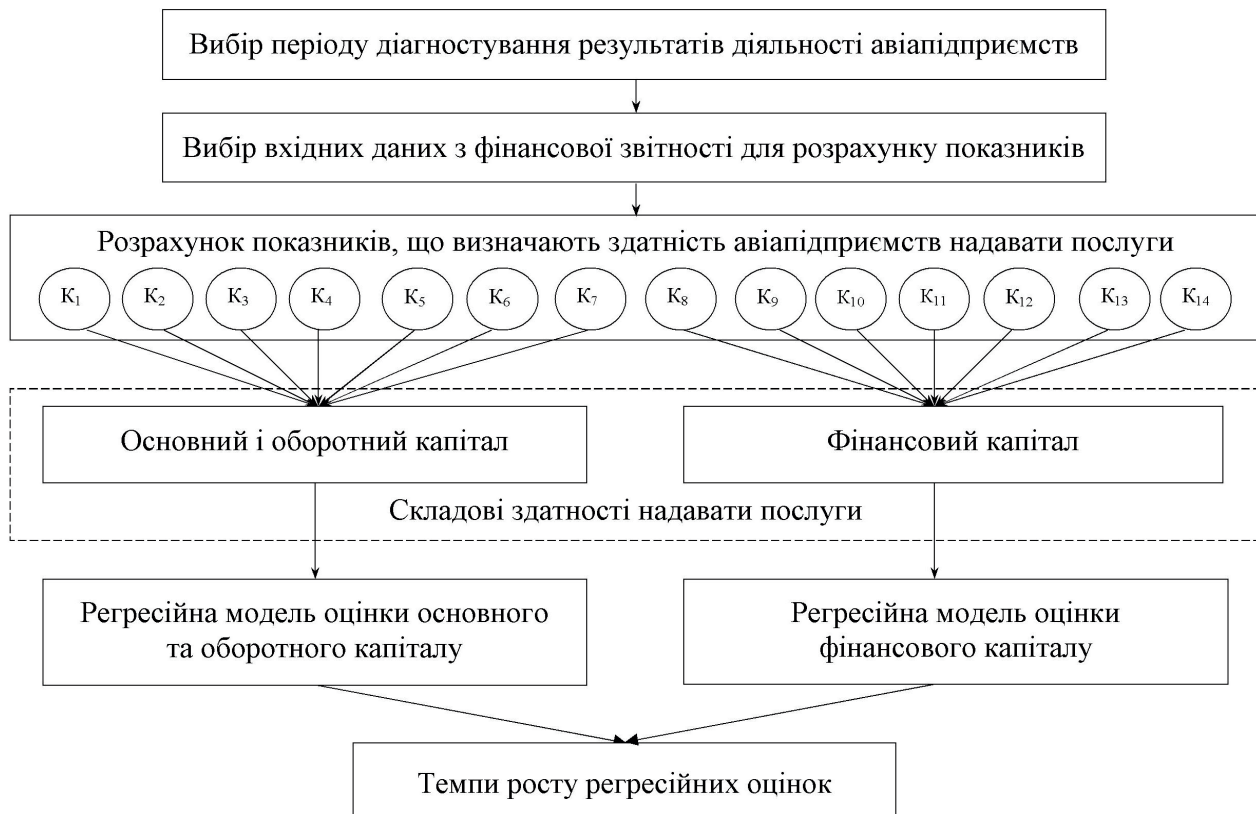 Вибір періоду діагностування результатів діяльності авіапідприємств
Вибір вхідних даних з фінансової звітності для розрахунку показників
Розрахунок показників, що визначають здатність авіапідприємств надавати послуги
К₁ К₂ К₃ К₄ К₅ К₆ К₇ К₈ К₉ К₁₀ К₁₁ К₁₂ К₁₃ К₁₄
Основний і оборотний капітал
Фінансовий капітал
Складові здатності надавати послуги
Регресійна модель оцінки основного
та оборотного капіталу
Регресійна модель оцінки
фінансового капіталу
Темпи росту регресійних оцінок